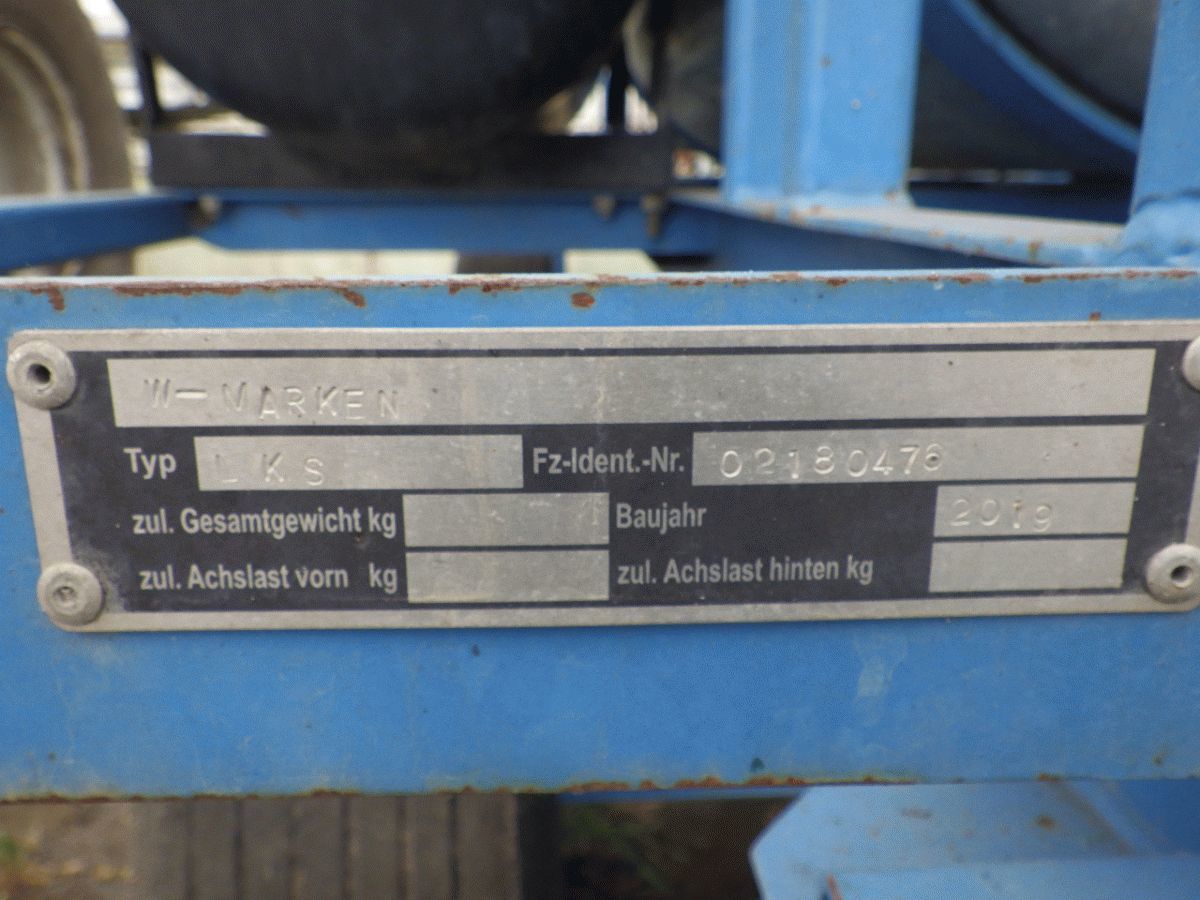 W-MARKEN
Typ LKS Fz-Ident.-Nr. 02180476
zul. Gesamtgewicht kg Baujahr 2019
zul. Achslast vorn kg zul. Achslast hinten kg